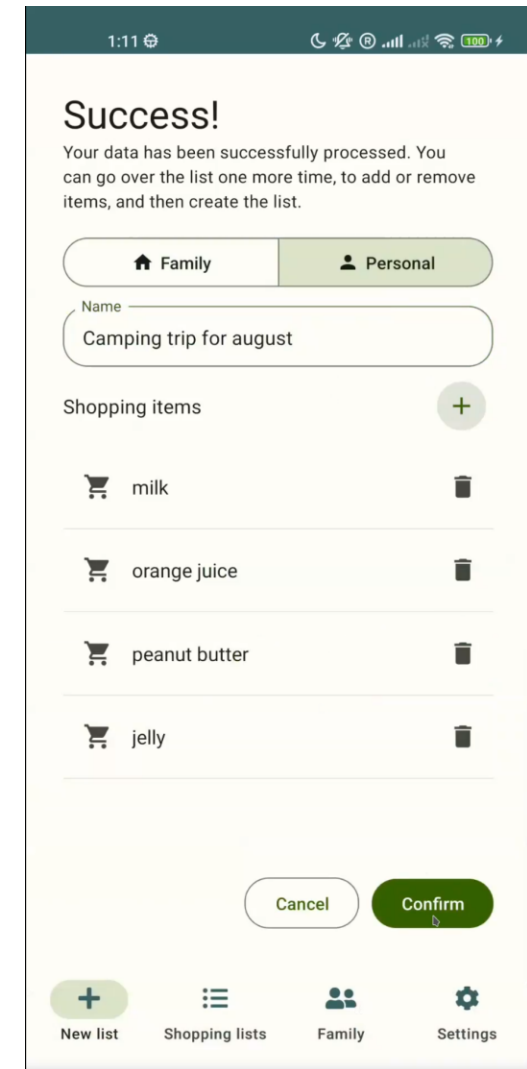 1:11
100
Success!
Your data has been successfully processed. You
can go over the list one more time, to add or remove
items, and then create the list.
Family
Personal
Name
Camping trip for august
Shopping items
milk
orange juice
peanut butter
jelly
Cancel
Confirm
New list
Shopping lists
Family
Settings